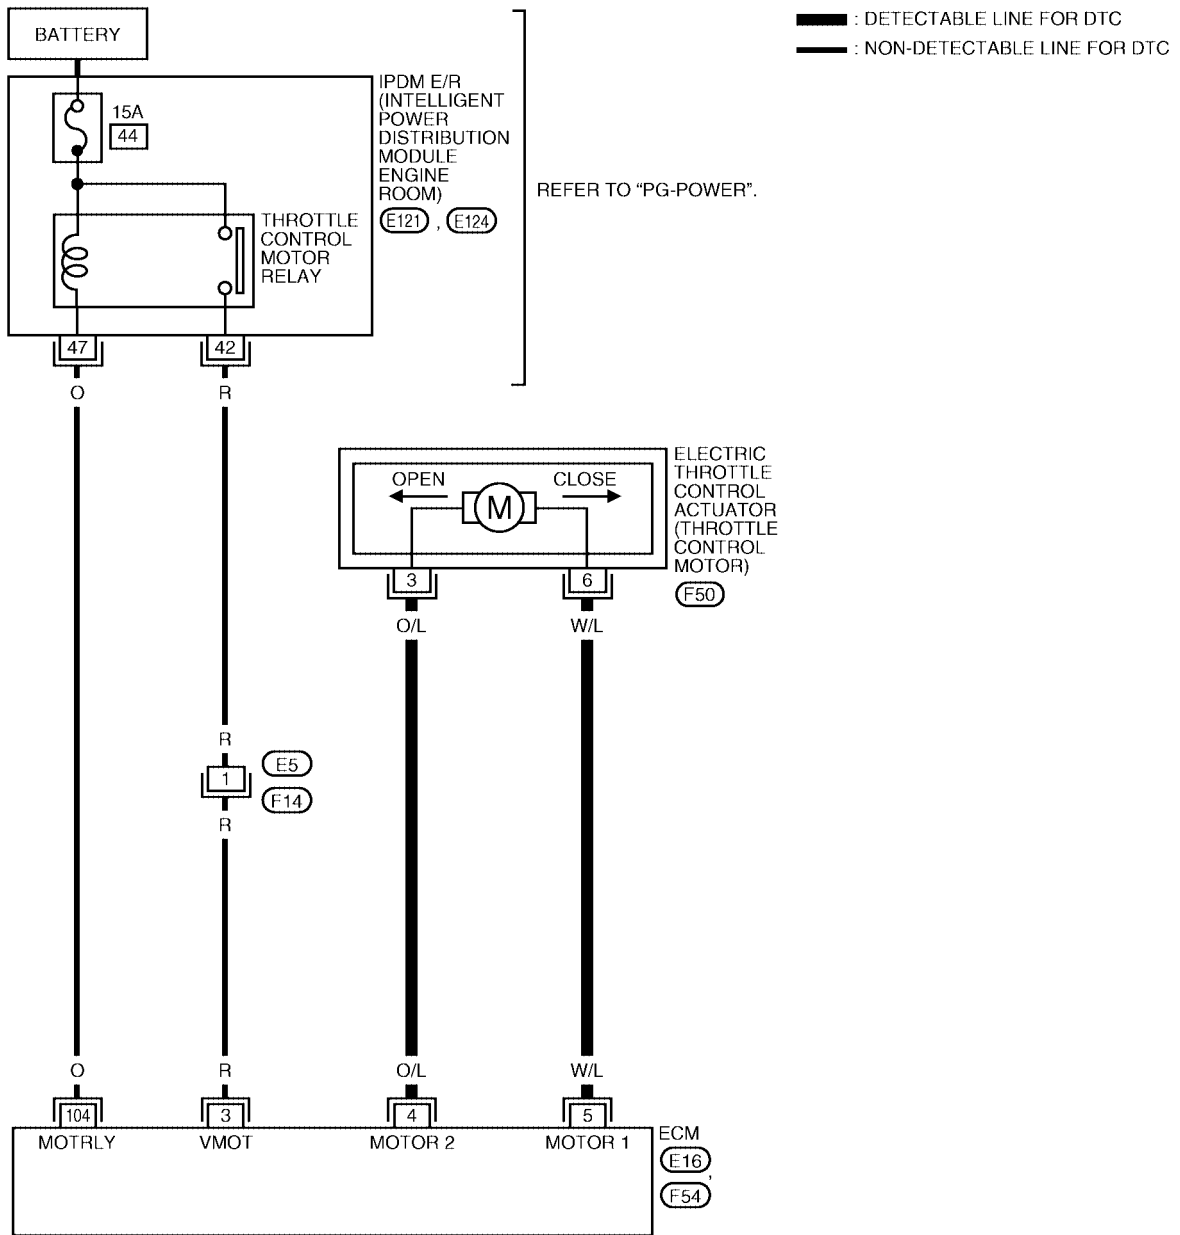 BATTERY
: DETECTABLE LINE FOR DTC
: NON-DETECTABLE LINE FOR DTC
15A
44
IPDM E/R
(INTELLIGENT
POWER
DISTRIBUTION
MODULE
ENGINE
ROOM)
E121 , E124
REFER TO “PG-POWER”.
THROTTLE
CONTROL
MOTOR
RELAY
47
42
O
R
OPEN
CLOSE
M
ELECTRIC
THROTTLE
CONTROL
ACTUATOR
(THROTTLE
CONTROL
MOTOR)
F50
3
6
O/L
W/L
R
1
E5
F14
R
O
R
O/L
W/L
104
3
4
5
MOTRLY
VMOT
MOTOR 2
MOTOR 1
ECM
E16 ,
F54